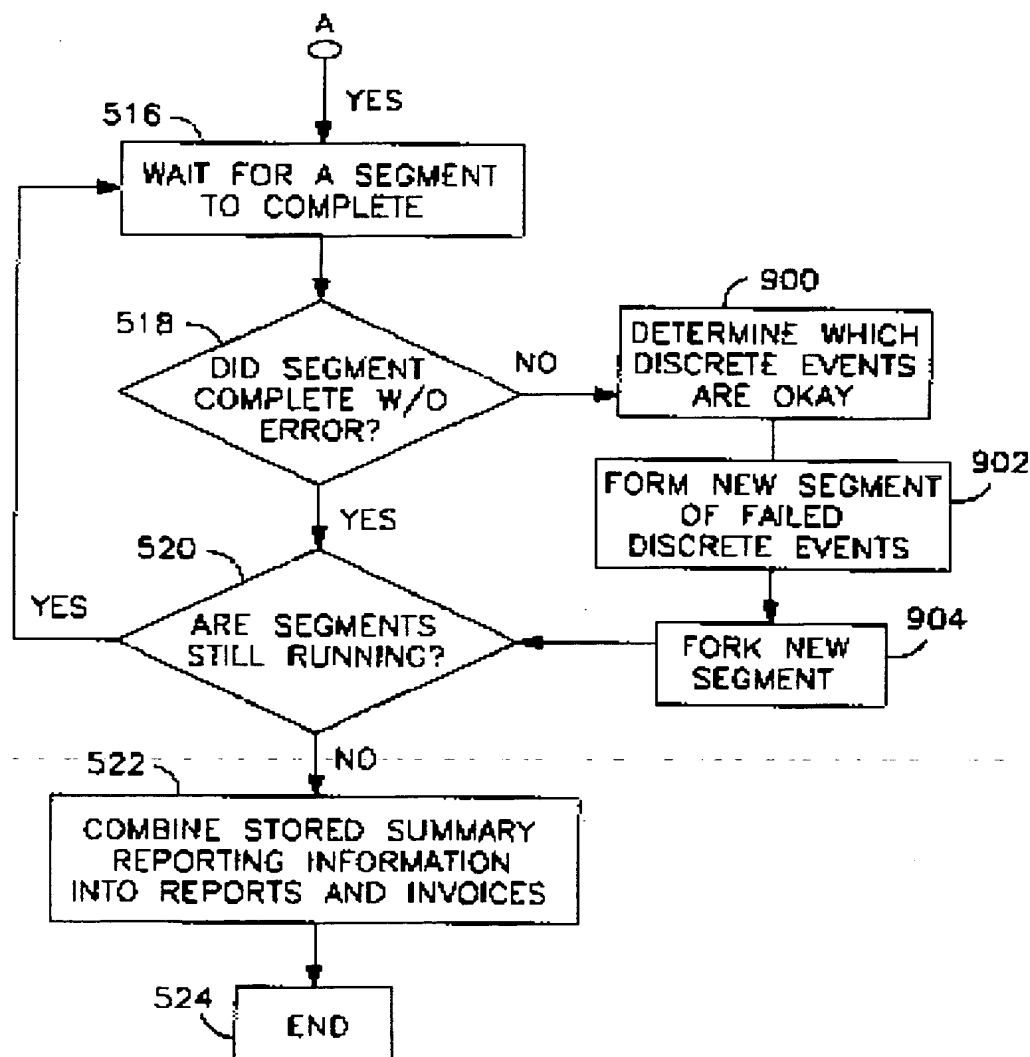 A
YES
516
WAIT FOR A SEGMENT
TO COMPLETE
518
DID SEGMENT
COMPLETE W/O
ERROR?
NO
900
DETERMINE WHICH
DISCRETE EVENTS
ARE OKAY
902
FORM NEW SEGMENT
OF FAILED
DISCRETE EVENTS
YES
520
YES
ARE SEGMENTS
STILL RUNNING?
904
FORK NEW
SEGMENT
NO
522
COMBINE STORED SUMMARY
REPORTING INFORMATION
INTO REPORTS AND INVOICES
524
END